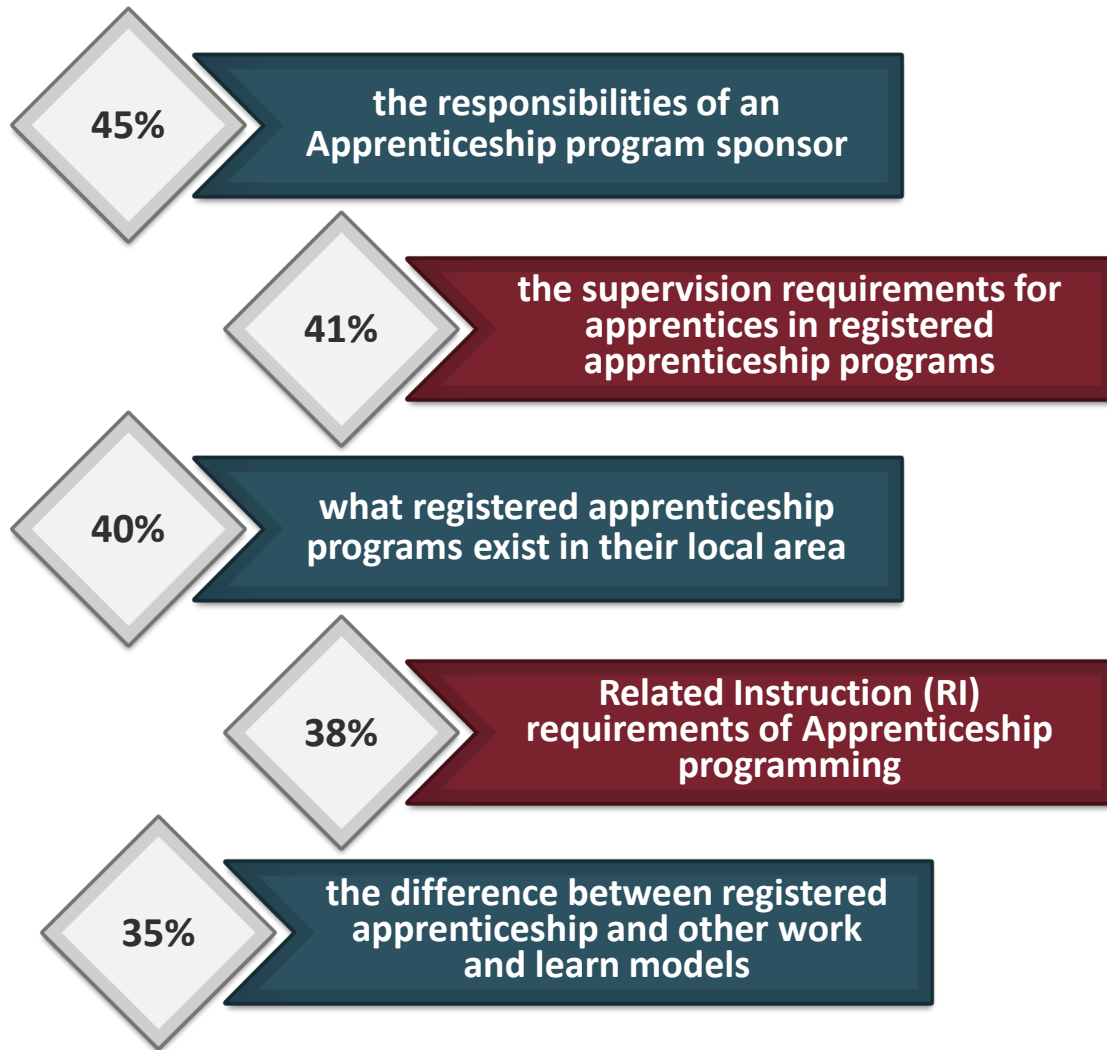 45%
the responsibilities of an
Apprenticeship program sponsor
41%
the supervision requirements for
apprentices in registered
apprenticeship programs
40%
what registered apprenticeship
programs exist in their local area
38%
Related Instruction (RI)
requirements of Apprenticeship
programming
35%
the difference between registered
apprenticeship and other work
and learn models